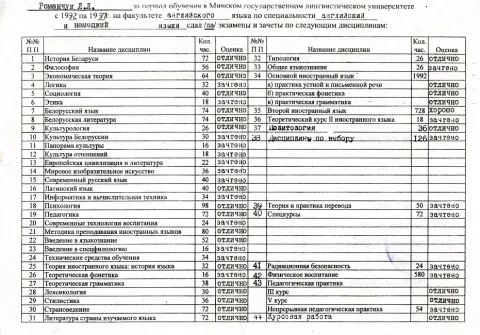 Романчук Л.Л. за период обучения в Минском государственном лингвистическом университете
с 1992 по 1997г. на факультете английского языка по специальности английский
и немецкий языки сдал /ла/ экзамены и зачеты по следующим дисциплинам:
№№ П П Название дисциплин Кол. час. Оценка №№ П П Название дисциплин Кол. час. Оценка
1 История Беларуси 72 отлично 32 Типология 26 отлично
2 Философия 56 отлично 33 Общее языкознание 26 зачтено
3 Экономическая теория 64 отлично 34 Основной иностранный язык 1992
4 Логика 32 зачтено а) практика устной и письменной речи отлично
5 Социология 40 отлично б) практическая фонетика отлично
6 Этика 18 зачтено в) практическая грамматика отлично
7 Белорусский язык 74 отлично 35 Второй иностранный язык 728 хорошо
8 Белорусская литература 74 отлично 36 Теоретический курс II иностранного языка 18 зачтено
9 Культурология 26 отлично 37 Политология 36 отлично
10 Культура Беларуси 30 зачтено 38 Дисциплины по выбору 126 зачтено
11 Панорама культуры 16 зачтено
12 Культура отношений 18 зачтено
13 Европейская цивилизация и литература 22 зачтено
14 Мировое изобразительное искусство 36 зачтено
15 Современный русский язык 40 зачтено
16 Латинский язык 40 отлично
17 Информатика и вычислительная техника 34 зачтено
18 Психология 98 отлично 39 Теория и практика перевода 50 зачтено
19 Педагогика 72 отлично 40 Спецкурсы 72 зачтено
20 Современные технологии воспитания 24 зачтено
21 Методика преподавания иностранных языков 80 отлично
22 Введение в языкознание 52 отлично
23 Введение в спецфилологию 16 зачтено
24 Технические средства обучения 34 зачтено
25 Теория иностранного языка: история языка 32 отлично 41 Радиационная безопасность 24 зачтено
26 Теоретическая фонетика 16 зачтено 42 Физическое воспитание 580 зачтено
27 Теоретическая грамматика 38 отлично 43 Педагогическая практика
28 Лексикология 30 отлично III курс отлично
29 Стилистика 36 отлично V курс отлично
30 Страноведение 72 отлично Непрерывная педагогическая практика 54 зачтено
31 Литература страны изучаемого языка 72 отлично 44 Курсовая работа отлично